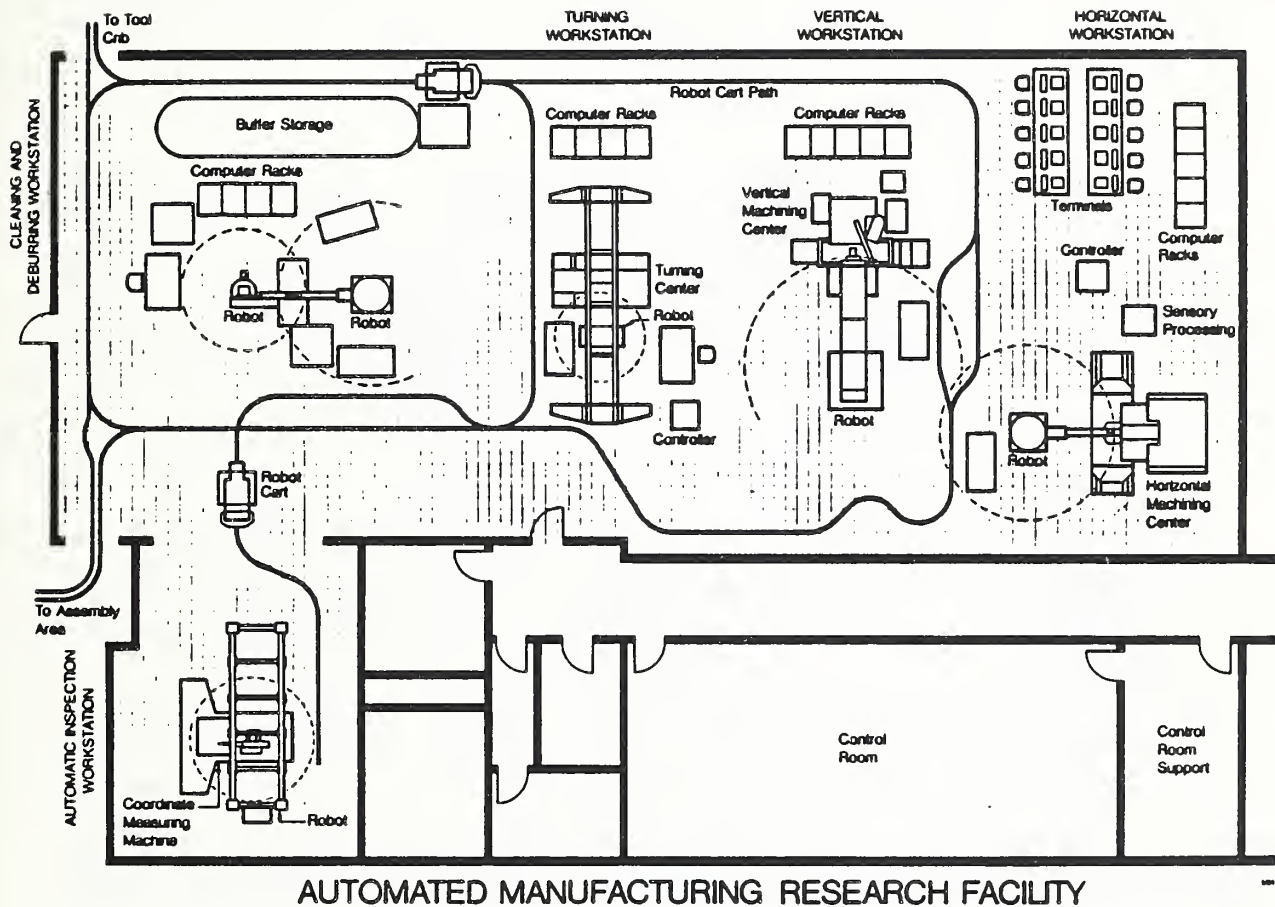 To Tool
Crib
TURNING
WORKSTATION
VERTICAL
WORKSTATION
HORIZONTAL
WORKSTATION
CLEANING AND
DEBURRING WORKSTATION
Robot Cart Path
Buffer Storage
Computer Racks
Computer Racks
Computer Racks
Terminals
Computer
Racks
Vertical
Machining
Center
Controller
Turning
Center
Sensory
Processing
Robot
Robot
Robot
Robot
Controller
Robot
Robot
Cart
Horizontal
Machining
Center
To Assembly
Area
AUTOMATIC INSPECTION
WORKSTATION
Coordinate
Measuring
Machine
Robot
Control
Room
Control
Room
Support
AUTOMATED MANUFACTURING RESEARCH FACILITY